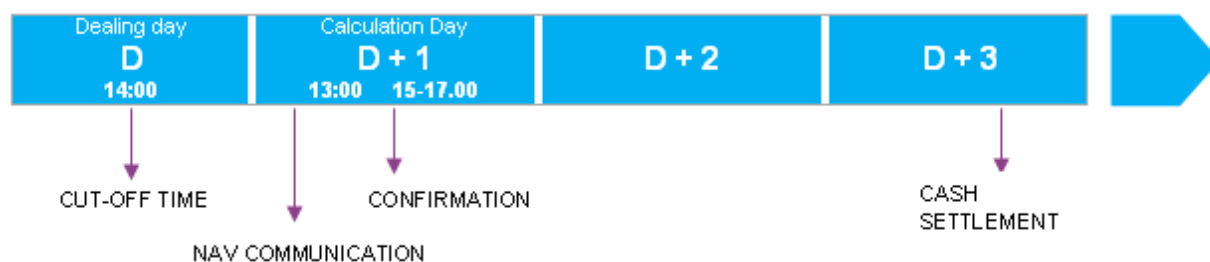 Dealing day
D
14:00
Calculation Day
D + 1
13:00 15-17.00
D + 2
D + 3
CUT-OFF TIME
CONFIRMATION
CASH
SETTLEMENT
NAV COMMUNICATION